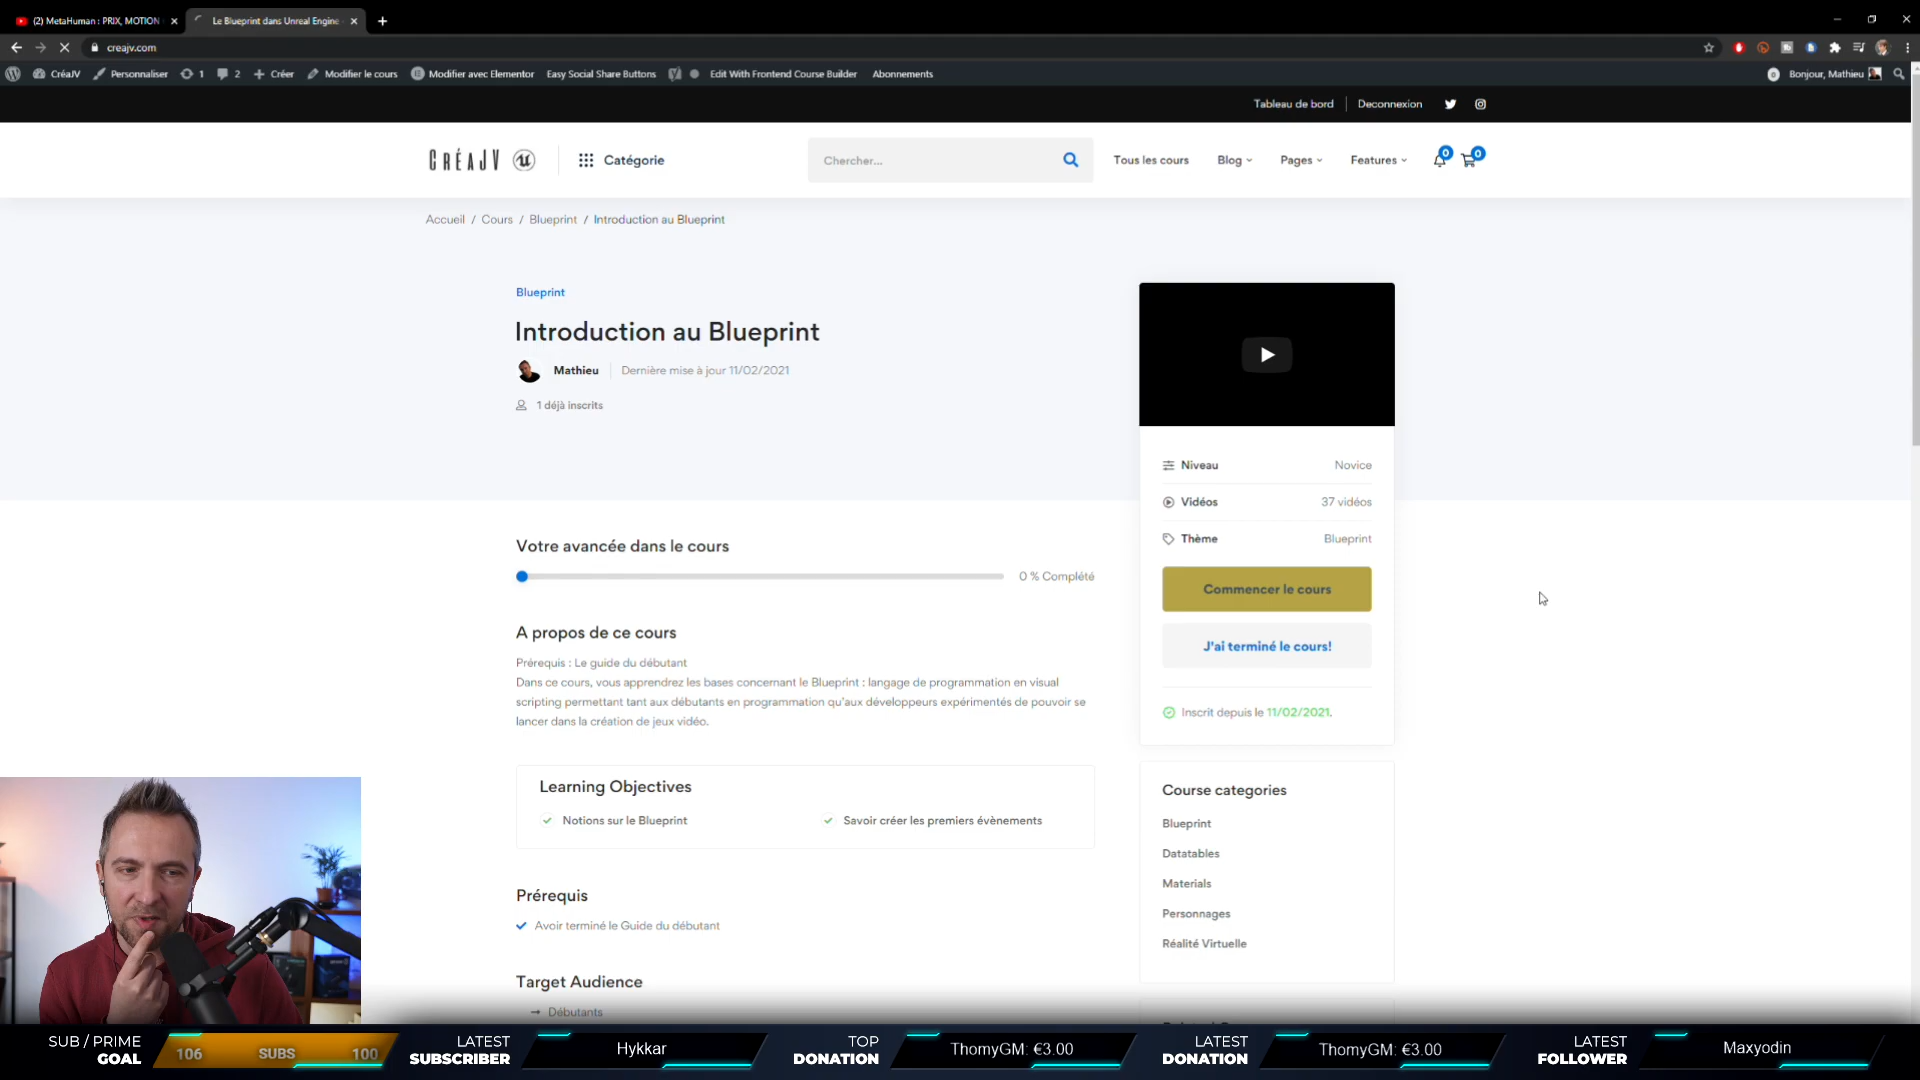 (2) MetaHuman : PRIX, MOTION
Le Blueprint dans Unreal Engine
creajv.com
CréaJV
Personnaliser
1
2
Créer
Modifier le cours
Modifier avec Elementor
Easy Social Share Buttons
Edit With Frontend Course Builder
Abonnements
0
Bonjour, Mathieu
Tableau de bord
Deconnexion
CRÉAJV
Catégorie
Chercher...
Tous les cours
Blog
Pages
Features
0
0
Accueil / Cours / Blueprint / Introduction au Blueprint
Blueprint
Introduction au Blueprint
Mathieu
Dernière mise à jour 11/02/2021
1 déjà inscrits
Niveau
Novice
Vidéos
37 vidéos
Thème
Blueprint
Commencer le cours
J'ai terminé le cours!
Inscrit depuis le 11/02/2021.
Votre avancée dans le cours
0 % Complété
A propos de ce cours
Prérequis : Le guide du débutant
Dans ce cours, vous apprendrez les bases concernant le Blueprint : langage de programmation en visual
scripting permettant tant aux débutants en programmation qu'aux développeurs expérimentés de pouvoir se
lancer dans la création de jeux vidéo.
Learning Objectives
Notions sur le Blueprint
Savoir créer les premiers évènements
Prérequis
Avoir terminé le Guide du débutant
Target Audience
Débutants
Course categories
Blueprint
Datatables
Materials
Personnages
Réalité Virtuelle
SUB / PRIME
GOAL
106 SUBS 100
LATEST
SUBSCRIBER
Hykkar
TOP
DONATION
ThomyGM: €3.00
LATEST
DONATION
ThomyGM: €3.00
LATEST
FOLLOWER
Maxyodin